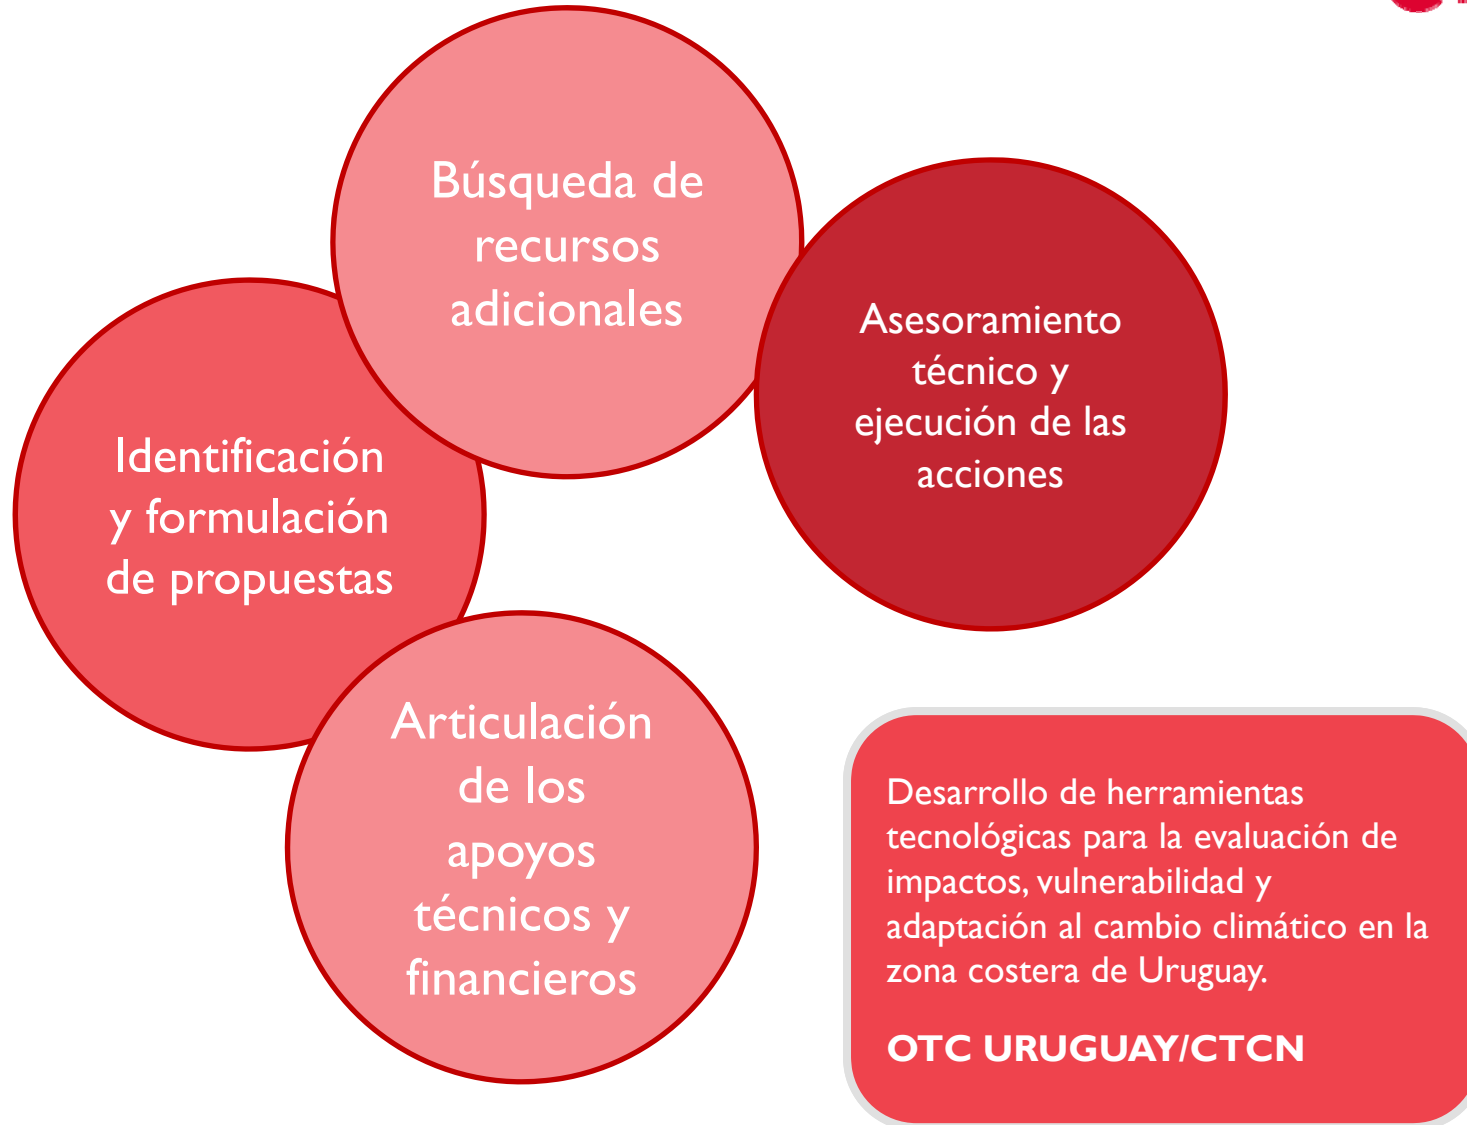 Búsqueda de
recursos
adicionales
Asesoramiento
técnico y
ejecución de las
acciones
Identificación
y formulación
de propuestas
Articulación
de los
apoyos
técnicos y
financieros
Desarrollo de herramientas
tecnológicas para la evaluación de
impactos, vulnerabilidad y
adaptación al cambio climático en la
zona costera de Uruguay.
OTC URUGUAY/CTCN